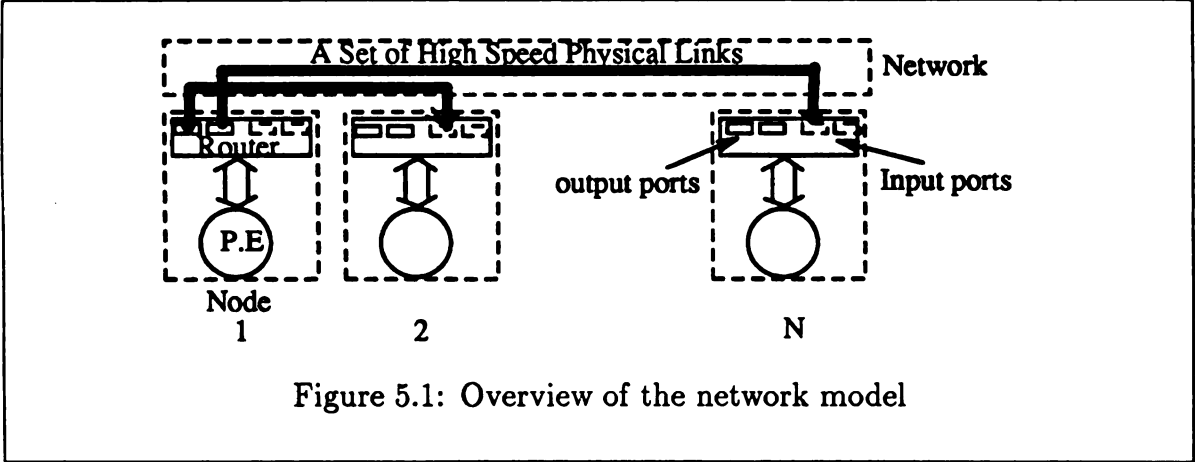 A Set of High Speed Physical Links
Network
Router
output ports
Input ports
P.E
Node
1
2
N
Figure 5.1: Overview of the network model